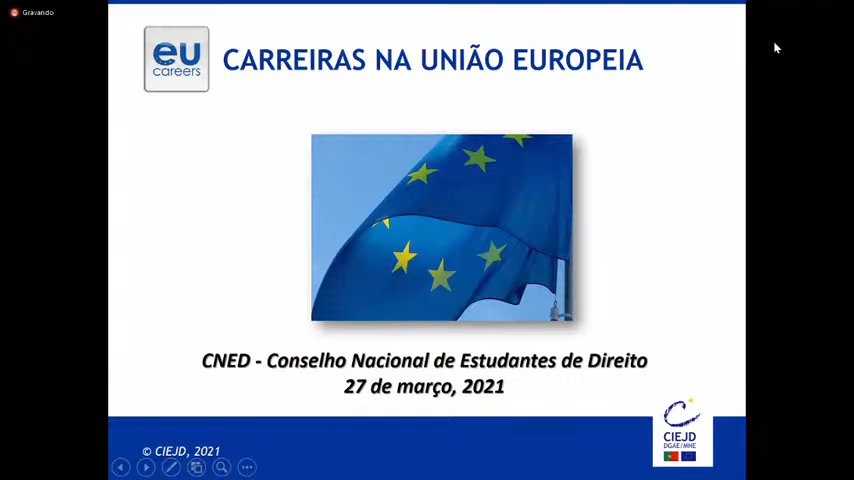 Gravando
eu
careers
CARREIRAS NA UNIÃO EUROPEIA
CNED - Conselho Nacional de Estudantes de Direito
27 de março, 2021
© CIEJD, 2021
CIEJD
DGAE/MNE